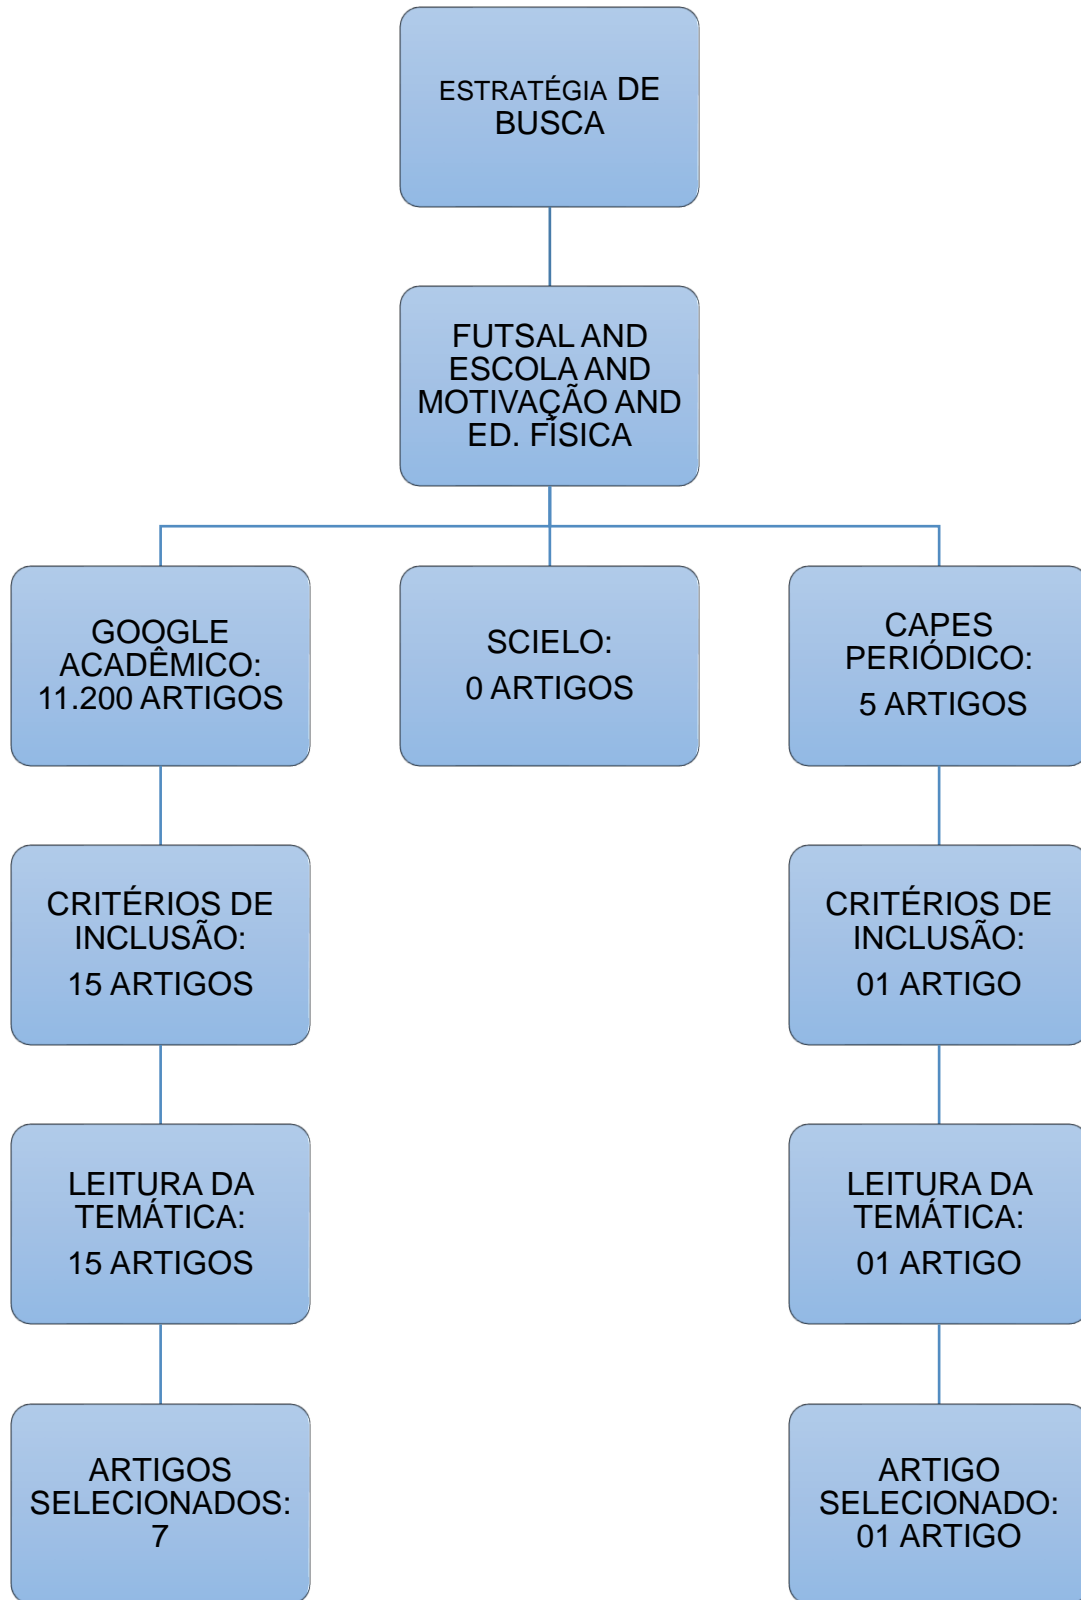 ESTRATÉGIA DE
BUSCA
FUTSAL AND
ESCOLA AND
MOTIVAÇÃO AND
ED. FÍSICA
GOOGLE
ACADÊMICO:
11.200 ARTIGOS
SCIELO:
0 ARTIGOS
CAPES
PERIÓDICO:
5 ARTIGOS
CRITÉRIOS DE
INCLUSÃO:
15 ARTIGOS
CRITÉRIOS DE
INCLUSÃO:
01 ARTIGO
LEITURA DA
TEMÁTICA:
15 ARTIGOS
LEITURA DA
TEMÁTICA:
01 ARTIGO
ARTIGOS
SELECIONADOS:
7
ARTIGO
SELECIONADO:
01 ARTIGO